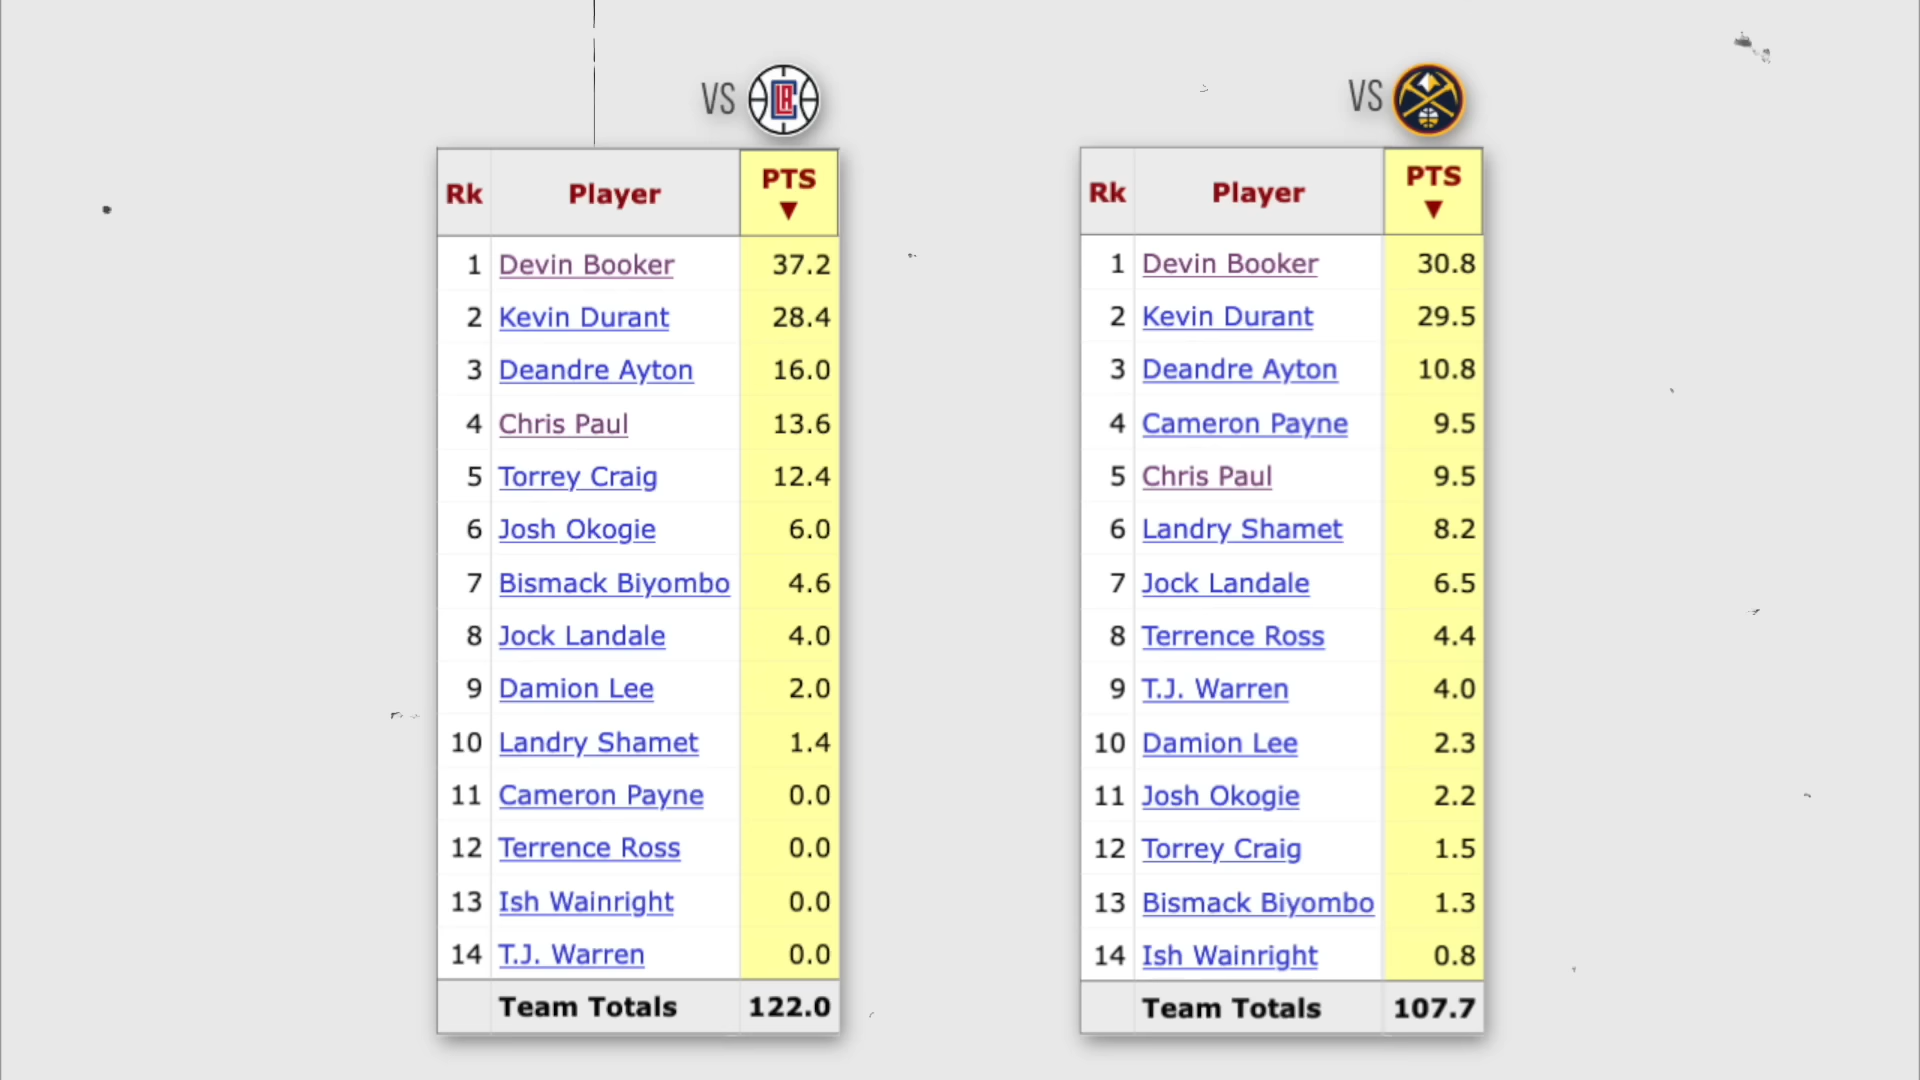 VS LA
Rk Player PTS ▼
1 Devin Booker 37.2
2 Kevin Durant 28.4
3 Deandre Ayton 16.0
4 Chris Paul 13.6
5 Torrey Craig 12.4
6 Josh Okogie 6.0
7 Bismack Biyombo 4.6
8 Jock Landale 4.0
9 Damion Lee 2.0
10 Landry Shamet 1.4
11 Cameron Payne 0.0
12 Terrence Ross 0.0
13 Ish Wainright 0.0
14 T.J. Warren 0.0
Team Totals 122.0
VS
Rk Player PTS ▼
1 Devin Booker 30.8
2 Kevin Durant 29.5
3 Deandre Ayton 10.8
4 Cameron Payne 9.5
5 Chris Paul 9.5
6 Landry Shamet 8.2
7 Jock Landale 6.5
8 Terrence Ross 4.4
9 T.J. Warren 4.0
10 Damion Lee 2.3
11 Josh Okogie 2.2
12 Torrey Craig 1.5
13 Bismack Biyombo 1.3
14 Ish Wainright 0.8
Team Totals 107.7